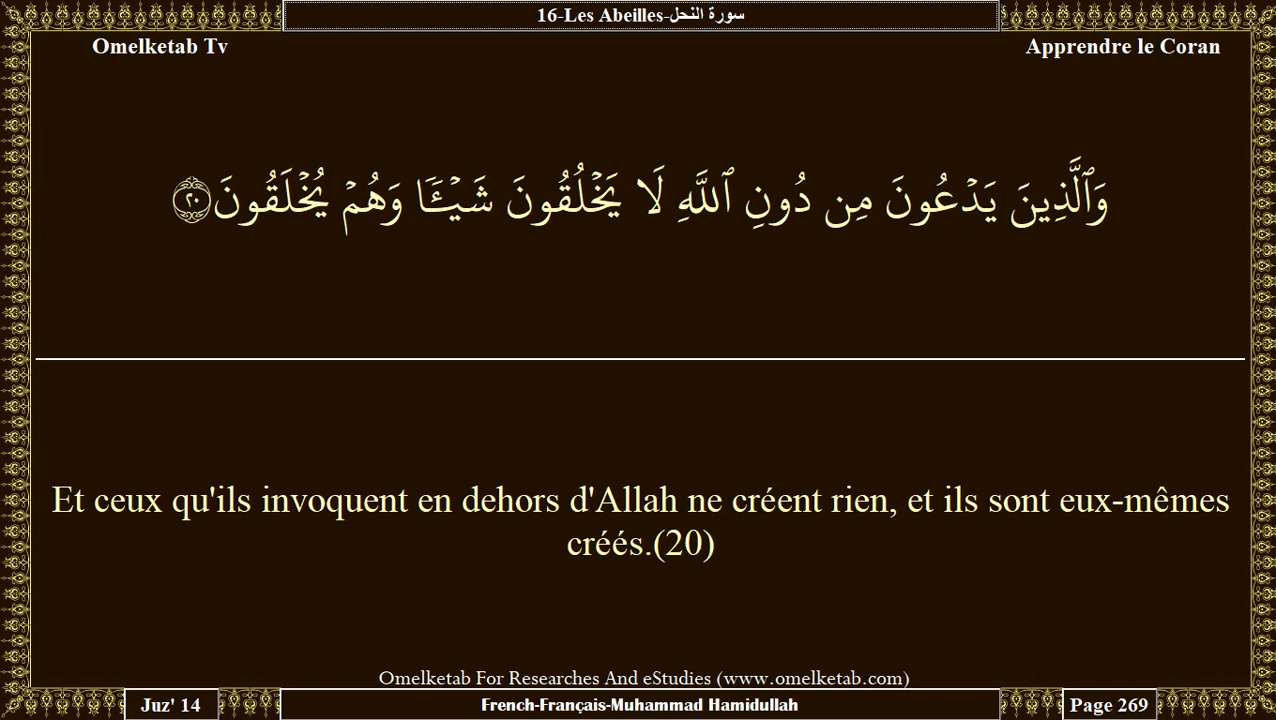 16-Les Abeilles-سورة النحل
Omelketab Tv
Apprendre le Coran
وَٱلَّذِينَ يَدۡعُونَ مِن دُونِ ٱللَّهِ لَا يَخۡلُقُونَ شَيۡـٔٗا وَهُمۡ يُخۡلَقُونَ ٢٠
Et ceux qu'ils invoquent en dehors d'Allah ne créent rien, et ils sont eux-mêmes
créés.(20)
Omelketab For Researches And eStudies (www.omelketab.com)
Juz' 14
French-Français-Muhammad Hamidullah
Page 269